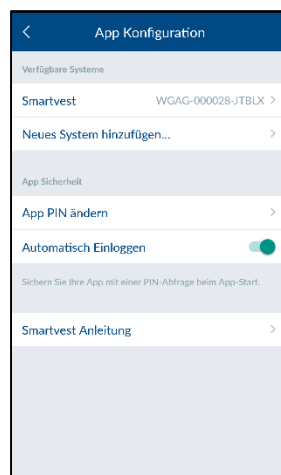 App Konfiguration
Verfügbare Systeme
Smartvest WGAG-000028-JTBLX
Neues System hinzufügen...
App Sicherheit
App PIN ändern
Automatisch Einloggen
Sichern Sie Ihre App mit einer PIN-Abfrage beim App-Start.
Smartvest Anleitung